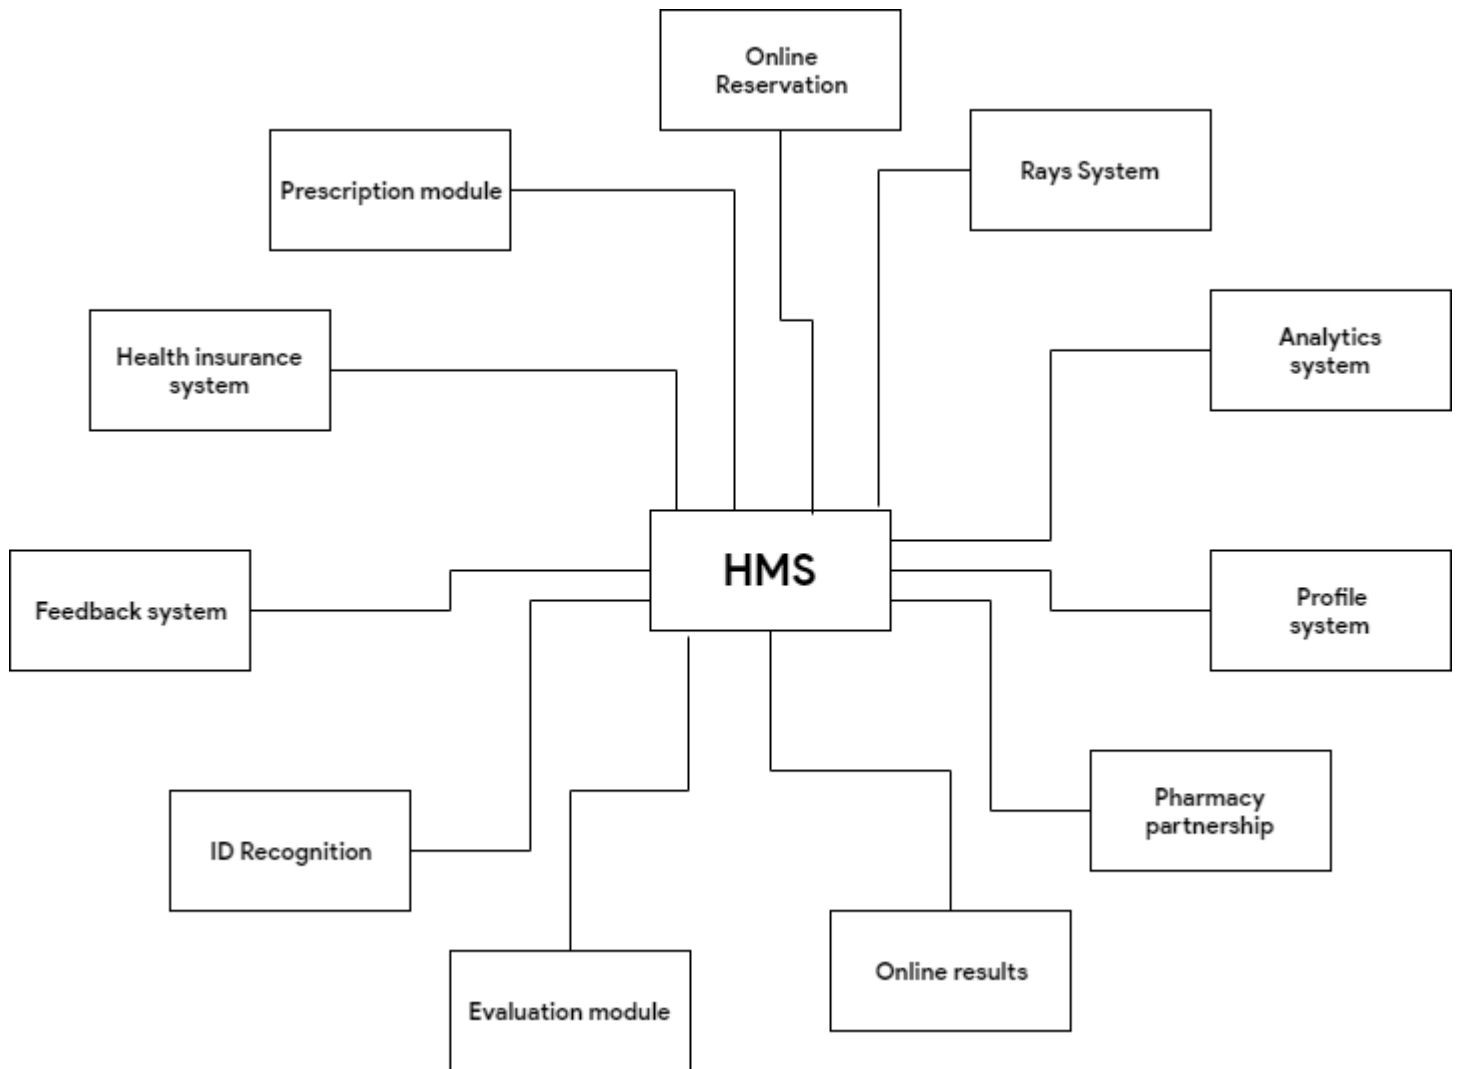 Online
Reservation
Rays System
Prescription module
Analytics
system
Health insurance
system
HMS
Feedback system
Profile
system
Pharmacy
partnership
ID Recognition
Online results
Evaluation module